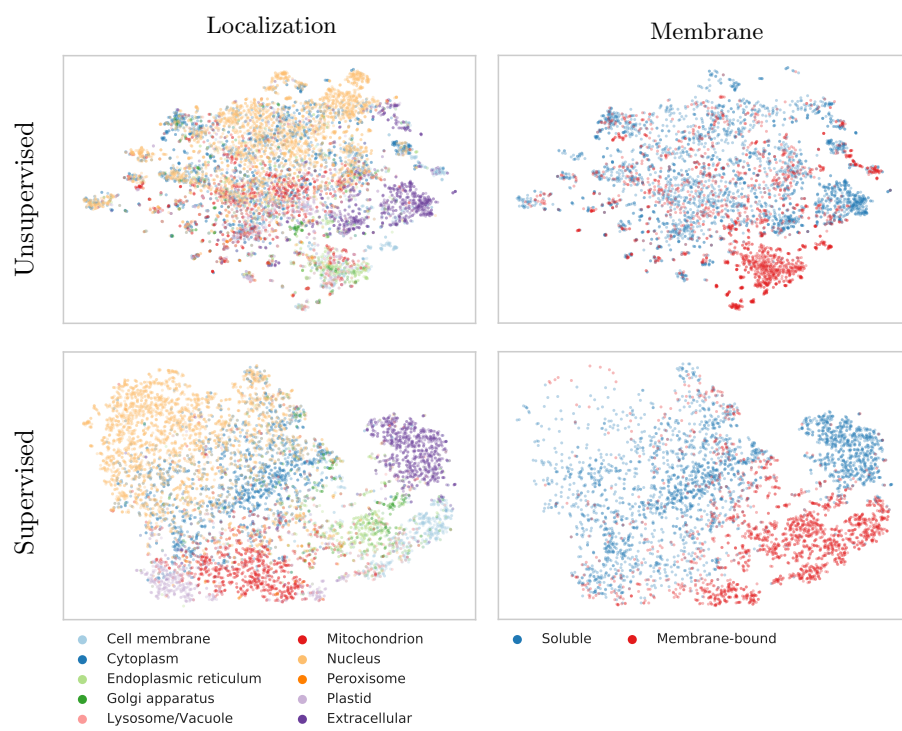 Localization
Membrane
Unsupervised
Supervised
Cell membrane
Cytoplasm
Endoplasmic reticulum
Golgi apparatus
Lysosome/Vacuole
Mitochondrion
Nucleus
Peroxisome
Plastid
Extracellular
Soluble
Membrane-bound